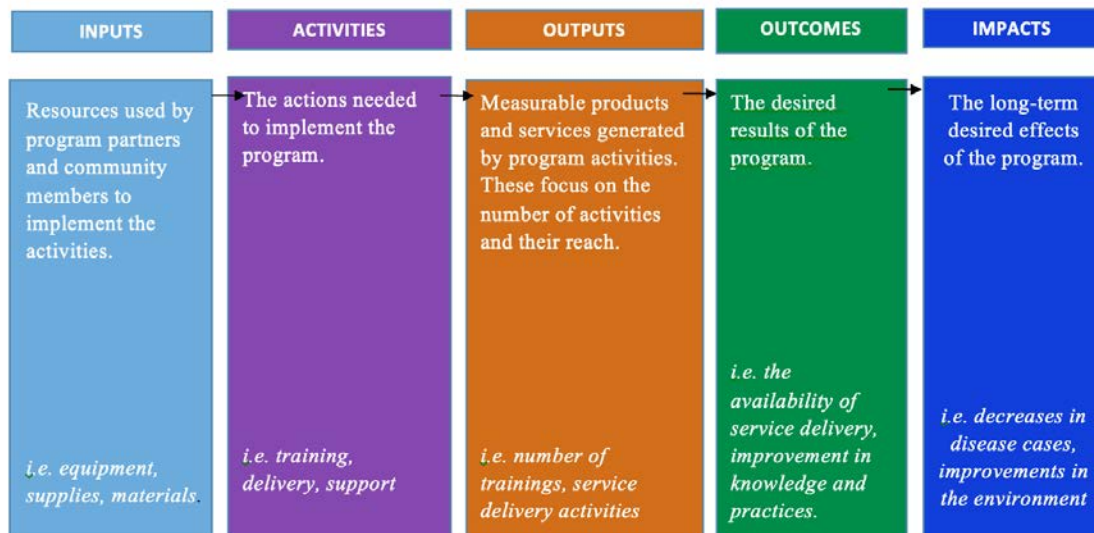 INPUTS
ACTIVITIES
OUTPUTS
OUTCOMES
IMPACTS
Resources used by
program partners
and community
members to
implement the
activities.
i.e. equipment,
supplies, materials.
The actions needed
to implement the
program.
i.e. training,
delivery, support
Measurable products
and services generated
by program activities.
These focus on the
number of activities
and their reach.
i.e. number of
trainings, service
delivery activities
The desired
results of the
program.
i.e. the
availability of
service delivery,
improvement in
knowledge and
practices.
The long-term
desired effects
of the program.
i.e. decreases in
disease cases,
improvements in
the environment